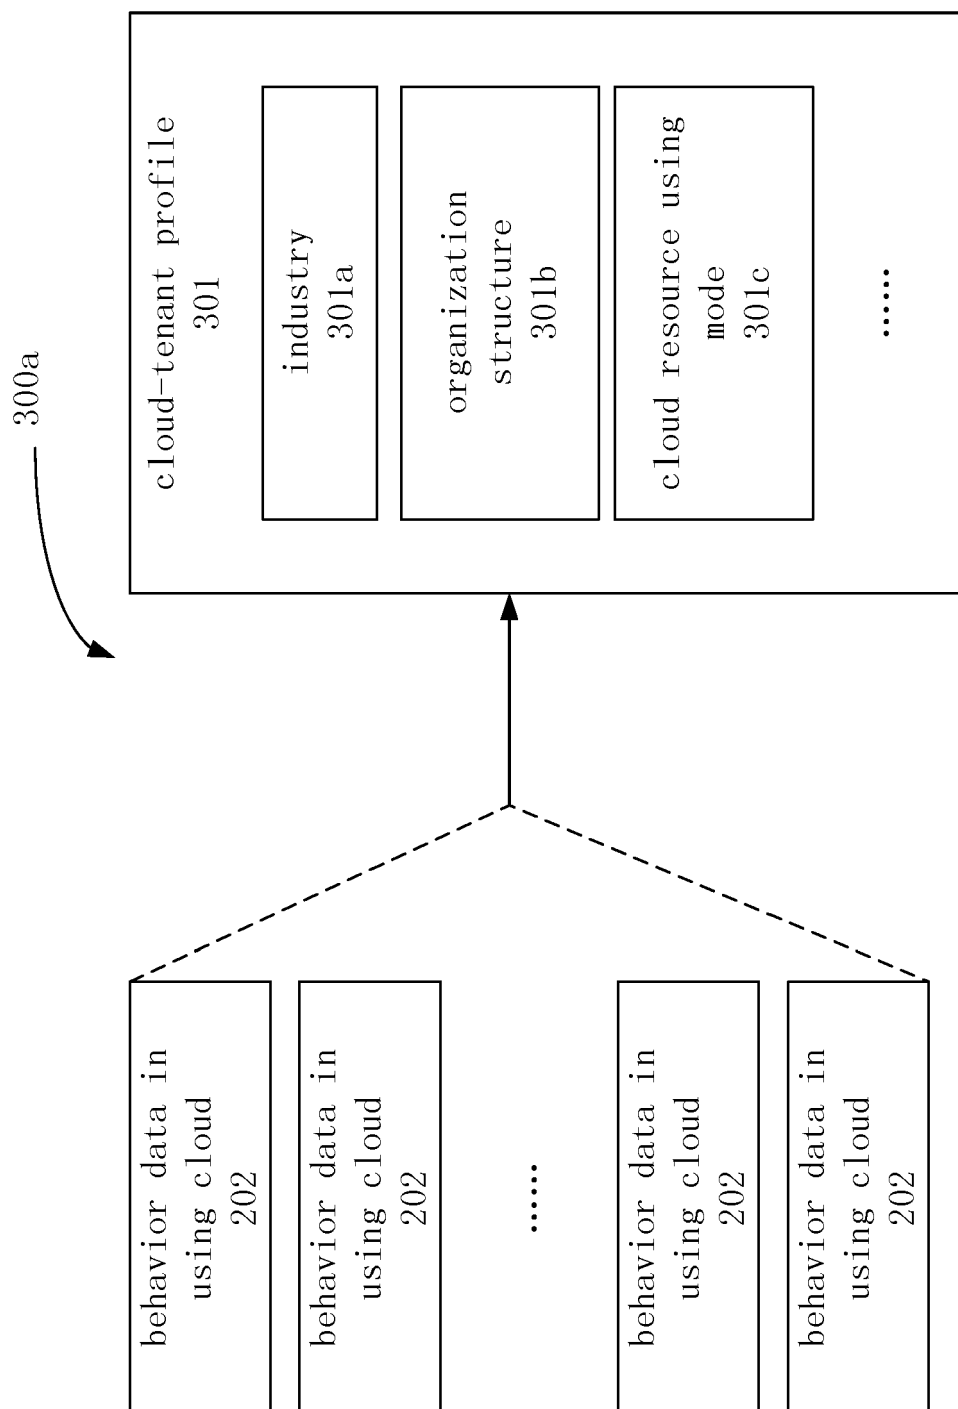 300a
behavior data in
using cloud
202
behavior data in
using cloud
202
......
behavior data in
using cloud
202
behavior data in
using cloud
202
cloud-tenant profile
301
industry
301a
organization
structure
301b
cloud resource using
mode
301c
......